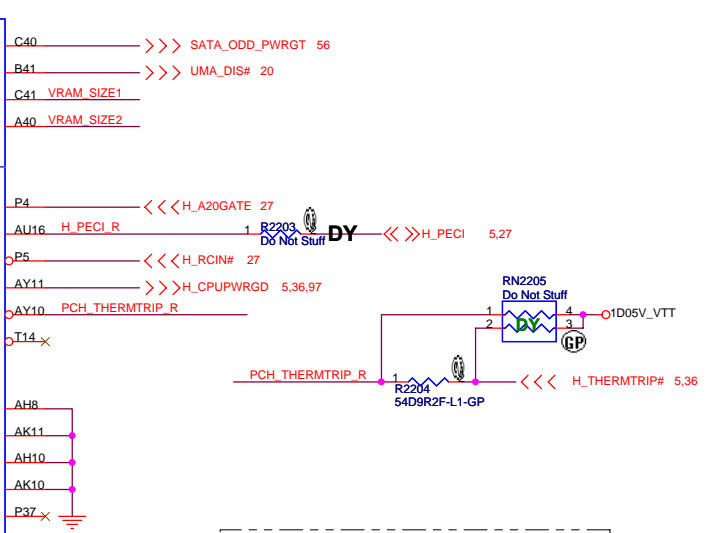 C40 SATA_ODD_PWRGT 56
B41 UMA_DIS# 20
C41 VRAM_SIZE1
A40 VRAM_SIZE2
P4 H_A20GATE 27
AU16 H_PECI_R 1 R2203 2 DY H_PECI 5,27
Do Not Stuff
P5 H_RCIN# 27
AY11 H_CPUPWRGD 5,36,97
RN2205
Do Not Stuff
AY10 PCH_THERMTRIP_R 1 4 1D05V_VTT
2 DY 3
GP
T14
PCH_THERMTRIP_R 1 2 H_THERMTRIP# 5,36
R2204
54D9R2F-L1-GP
AH8
AK11
AH10
AK10
P37